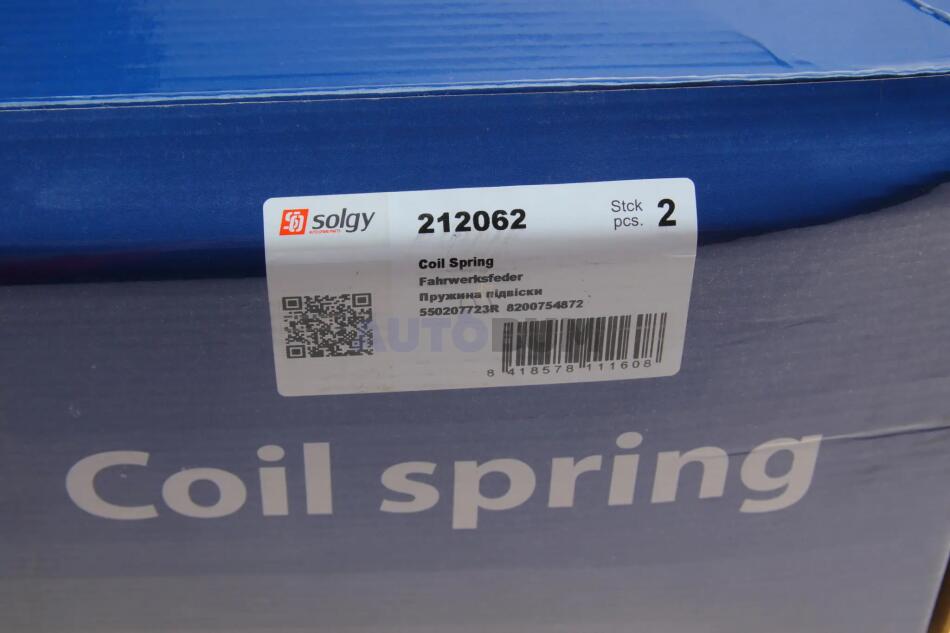 solgy
212062
Stck
pcs. 2
Coil Spring
Fahrwerksfeder
Пружина підвіски
550207723R 8200754872
8 418578 111608
Coil spring